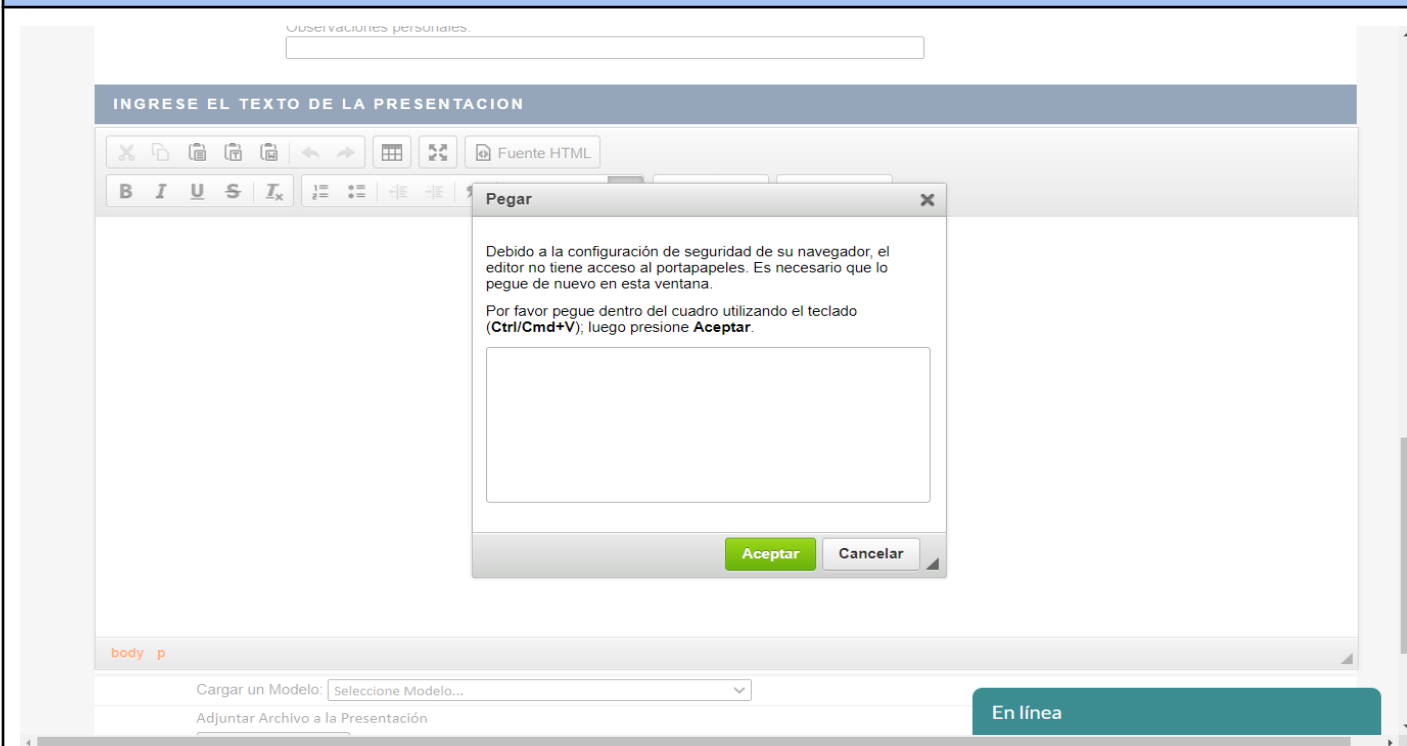 Observaciones personales:
INGRESE EL TEXTO DE LA PRESENTACION
Fuente HTML
B I U S Ix
Pegar
Debido a la configuración de seguridad de su navegador, el
editor no tiene acceso al portapapeles. Es necesario que lo
pegue de nuevo en esta ventana.
Por favor pegue dentro del cuadro utilizando el teclado
(Ctrl/Cmd+V); luego presione Aceptar.
Aceptar Cancelar
body p
Cargar un Modelo: Seleccione Modelo...
Adjuntar Archivo a la Presentación
En línea